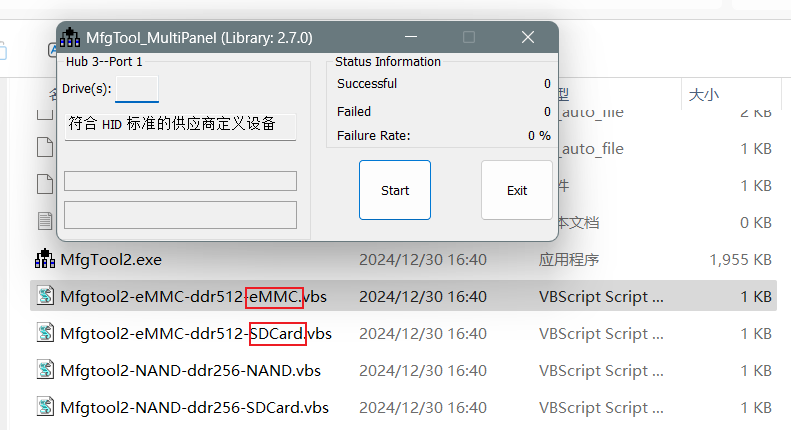 MfgTool_MultiPanel (Library: 2.7.0)
Hub 3--Port 1
Drive(s):
符合 HID 标准的供应商定义设备
Status Information
Successful 0
Failed 0
Failure Rate: 0 %
Start
Exit
型 大小
_auto_file 2 KB
_auto_file 1 KB
件 1 KB
本文档 0 KB
MfgTool2.exe 2024/12/30 16:40 应用程序 1,955 KB
Mfgtool2-eMMC-ddr512-eMMC.vbs 2024/12/30 16:40 VBScript Script ... 1 KB
Mfgtool2-eMMC-ddr512-SDCard.vbs 2024/12/30 16:40 VBScript Script ... 1 KB
Mfgtool2-NAND-ddr256-NAND.vbs 2024/12/30 16:40 VBScript Script ... 1 KB
Mfgtool2-NAND-ddr256-SDCard.vbs 2024/12/30 16:40 VBScript Script ... 1 KB